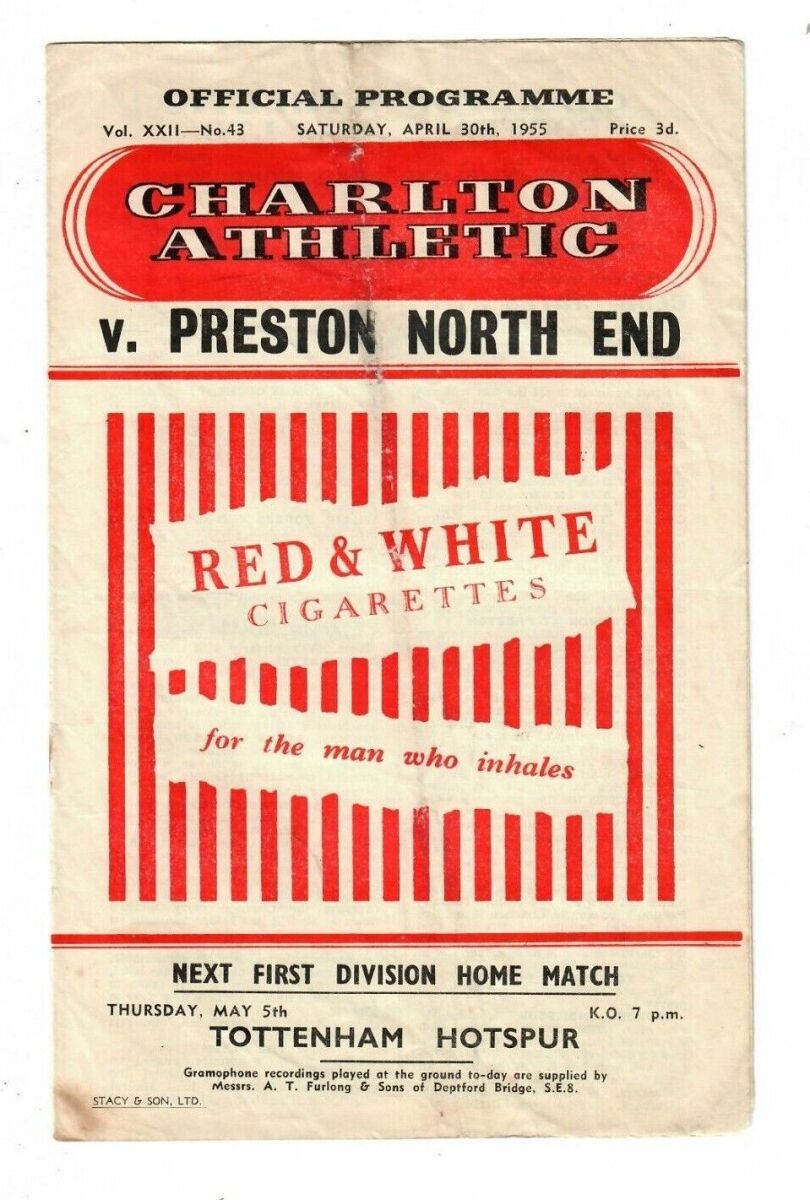 OFFICIAL PROGRAMME
Vol. XXII—No.43 SATURDAY, APRIL 30th, 1955 Price 3d.
CHARLTON
ATHLETIC
v. PRESTON NORTH END
RED & WHITE
CIGARETTES
for the man who inhales
NEXT FIRST DIVISION HOME MATCH
THURSDAY, MAY 5th K.O. 7 p.m.
TOTTENHAM HOTSPUR
Gramophone recordings played at the ground to-day are supplied by
Messrs. A. T. Furlong & Sons of Deptford Bridge, S.E.8.
STACY & SON, LTD.